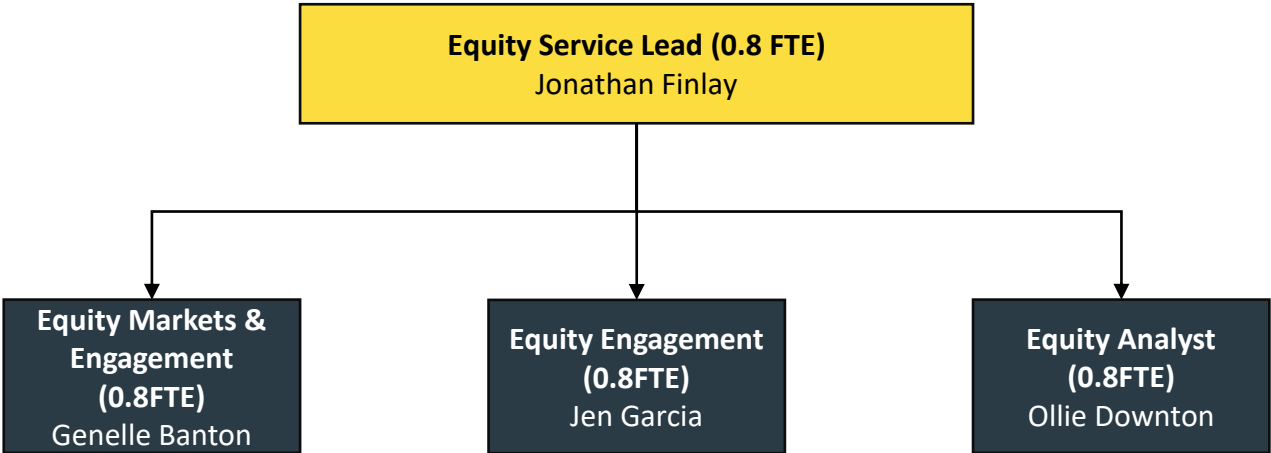 Equity Service Lead (0.8 FTE)
Jonathan Finlay
Equity Markets &
Engagement
(0.8FTE)
Genelle Banton
Equity Engagement
(0.8FTE)
Jen Garcia
Equity Analyst
(0.8FTE)
Ollie Downton